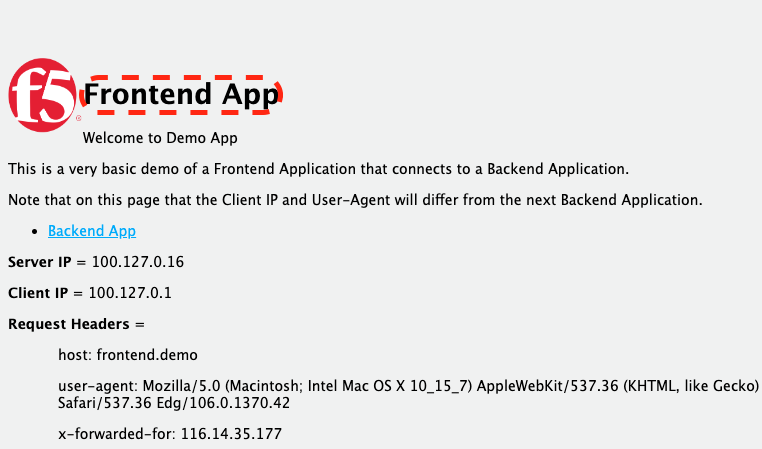 f5
®
Frontend App
Welcome to Demo App
This is a very basic demo of a Frontend Application that connects to a Backend Application.
Note that on this page that the Client IP and User-Agent will differ from the next Backend Application.
• Backend App
Server IP = 100.127.0.16
Client IP = 100.127.0.1
Request Headers =
host: frontend.demo
user-agent: Mozilla/5.0 (Macintosh; Intel Mac OS X 10_15_7) AppleWebKit/537.36 (KHTML, like Gecko)
Safari/537.36 Edg/106.0.1370.42
x-forwarded-for: 116.14.35.177